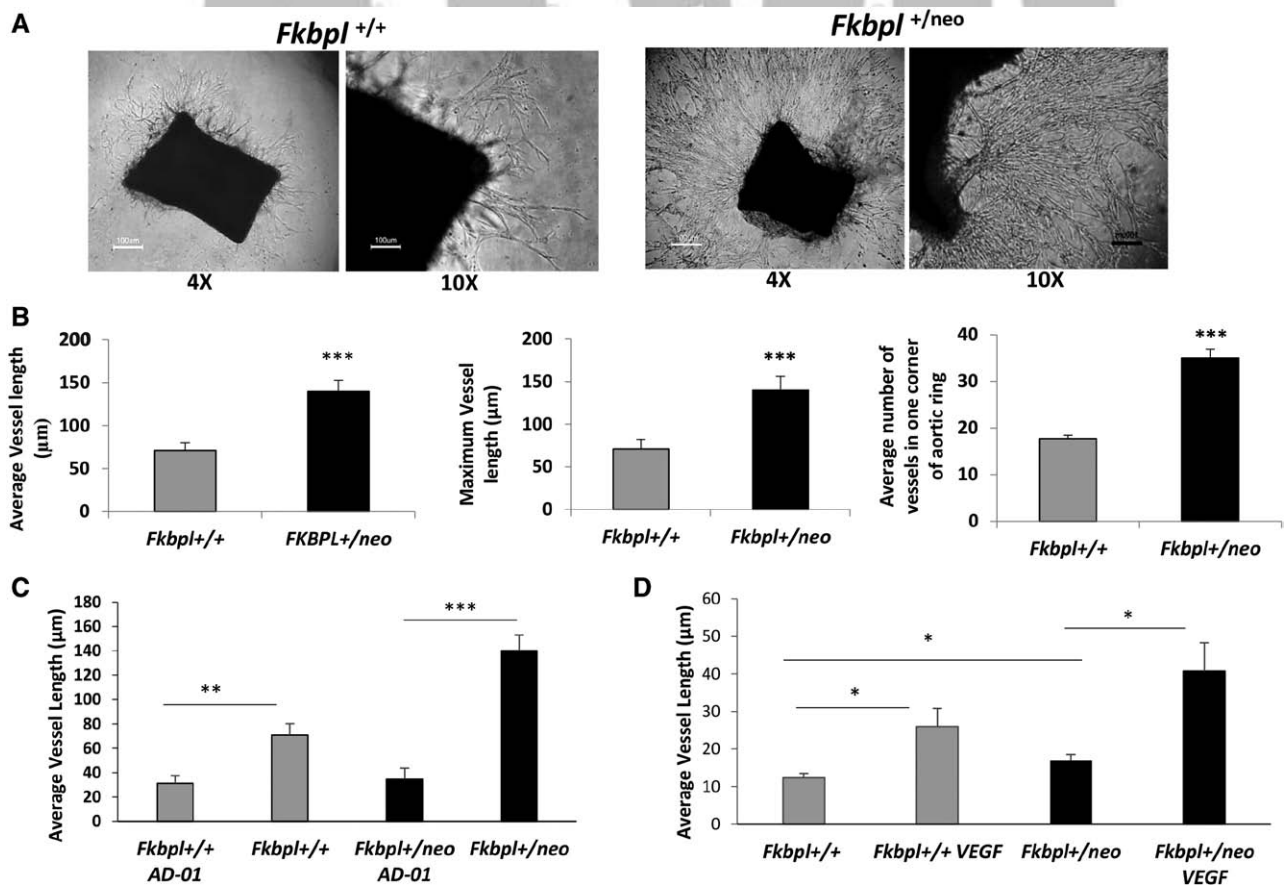 A
Fkbpl +/+
Fkbpl +/neo
100um
100um
100um
4X
10X
4X
10X
B
Average Vessel length
(μm)
200
150
100
50
0
***
Fkbpl+/+
FKBPL+/neo
Maximum Vessel
length (μm)
200
150
100
50
0
***
Fkbpl+/+
Fkbpl+/neo
Average number of
vessels in one corner
of aortic ring
40
30
20
10
0
***
Fkbpl+/+
Fkbpl+/neo
C
Average Vessel Length (μm)
180
160
140
120
100
80
60
40
20
0
**
***
Fkbpl+/+
AD-01
Fkbpl+/+
Fkbpl+/neo
AD-01
Fkbpl+/neo
D
Average Vessel Length (μm)
60
50
40
30
20
10
0
*
*
*
Fkbpl+/+
Fkbpl+/+ VEGF
Fkbpl+/neo
Fkbpl+/neo
VEGF